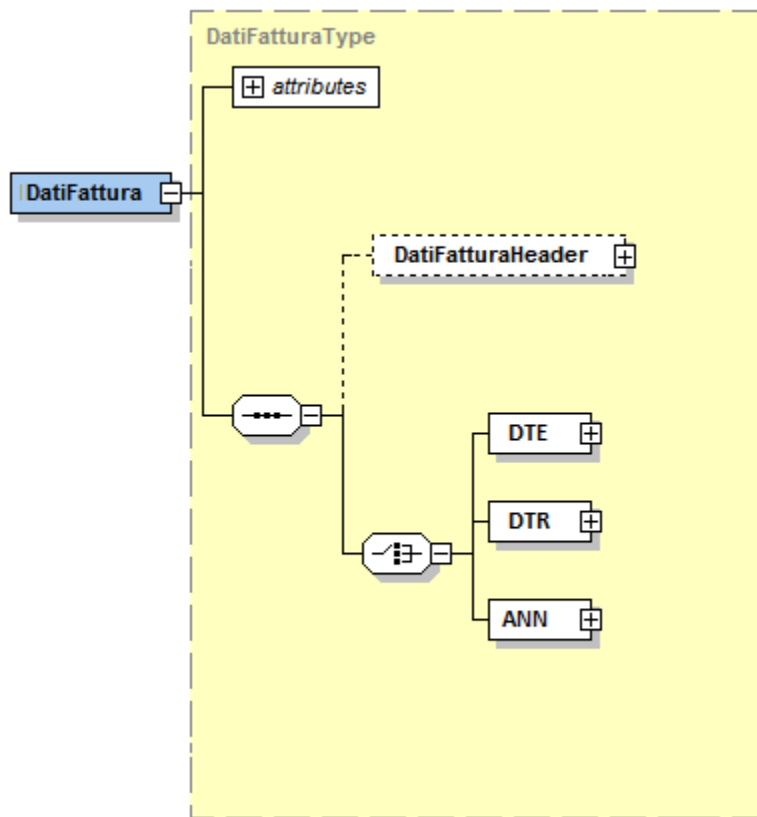 DatiFatturaType
attributes
DatiFattura
DatiFatturaHeader
DTE
DTR
ANN